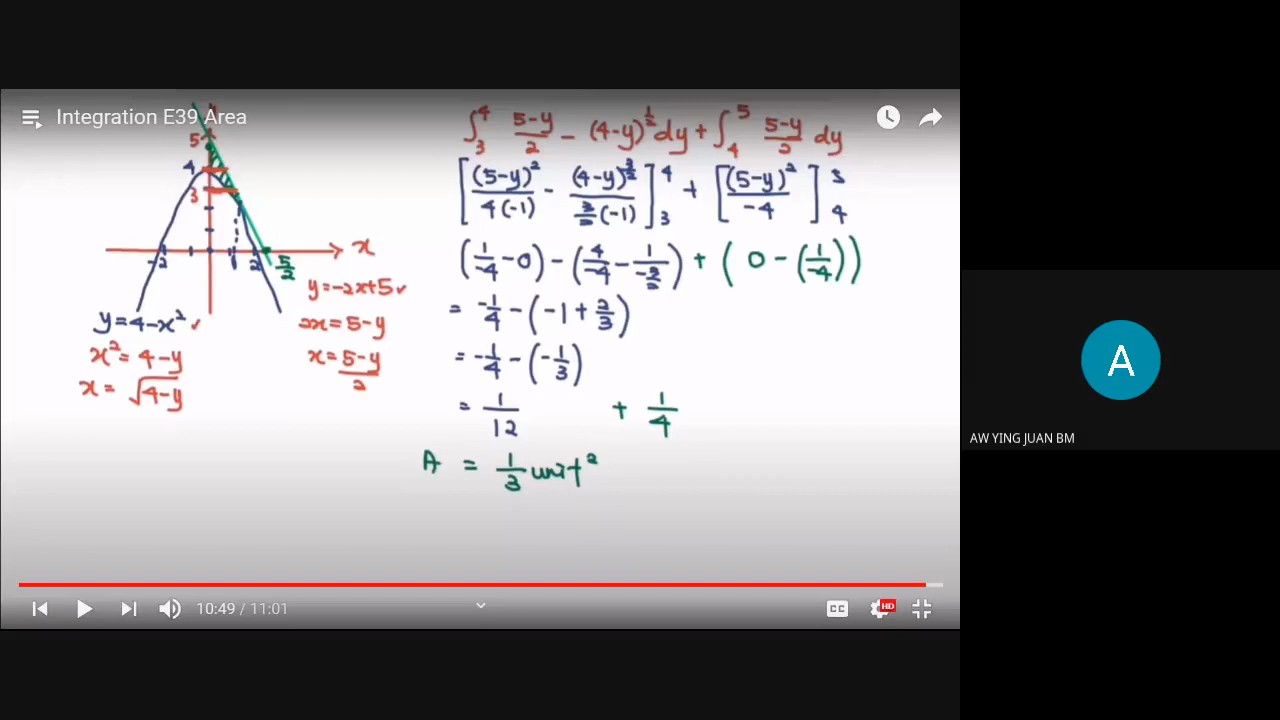 Integration E39 Area
5
4
3
-2
1
2
5/2
x
y=4-x² ✓
x² = 4-y
x = √4-y
y=-2x+5 ✓
2x = 5-y
x = 5-y/2
∫₃⁴ 5-y/2 - (4-y)^½ dy + ∫₄⁵ 5-y/2 dy
[(5-y)²/4(-1) - (4-y)^3/2 / 3/2(-1)]₃⁴ + [(5-y)²/-4]₄⁵
(1/-4 - 0) - (4/-4 - 1/-3/2) + (0 - (1/-4))
= -1/4 - (-1 + 2/3)
= -1/4 - (-1/3)
= 1/12 + 1/4
A = 1/3 unit²
10:49 / 11:01
CC
HD
A
AW YING JUAN BM